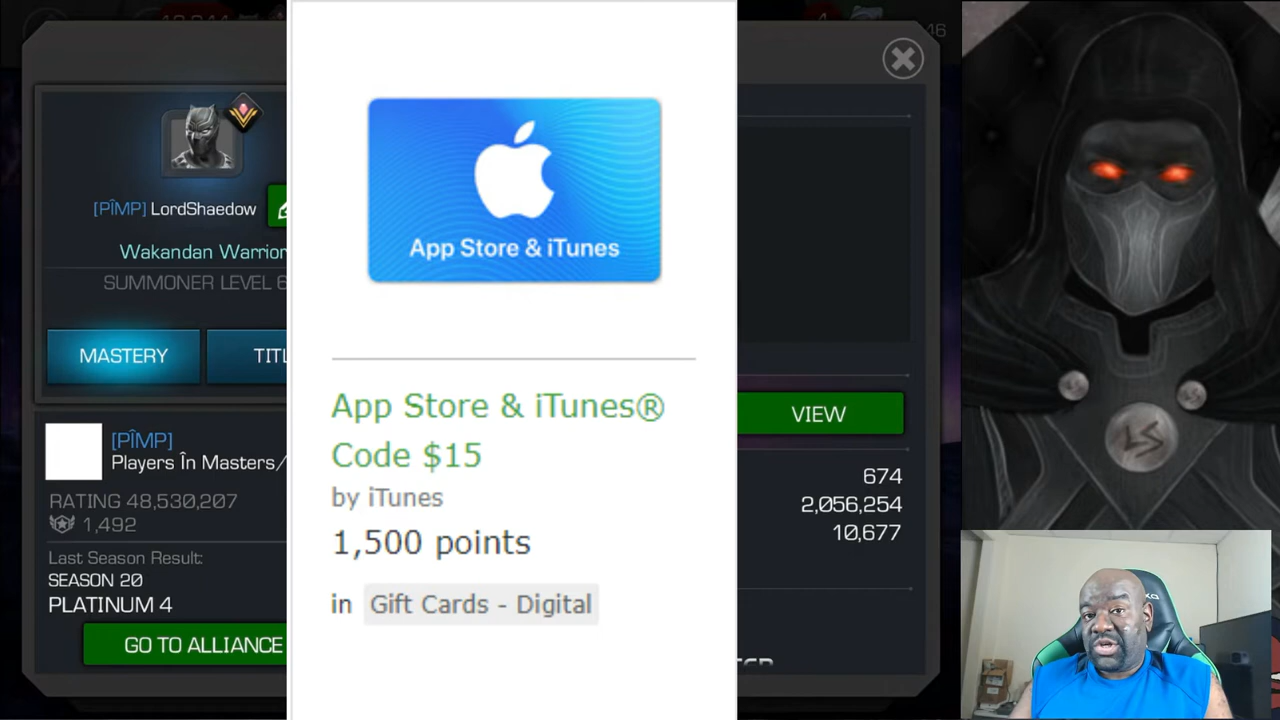 [PÎMP] LordShaedow
Wakandan Warrior
SUMMONER LEVEL 6
MASTERY
[PÎMP]
Players În Masters/
RATING 48,530,207
1,492
Last Season Result:
SEASON 20
PLATINUM 4
GO TO ALLIANCE
App Store & iTunes
App Store & iTunes®
Code $15
by iTunes
1,500 points
in Gift Cards - Digital
VIEW
674
2,056,254
10,677
LS